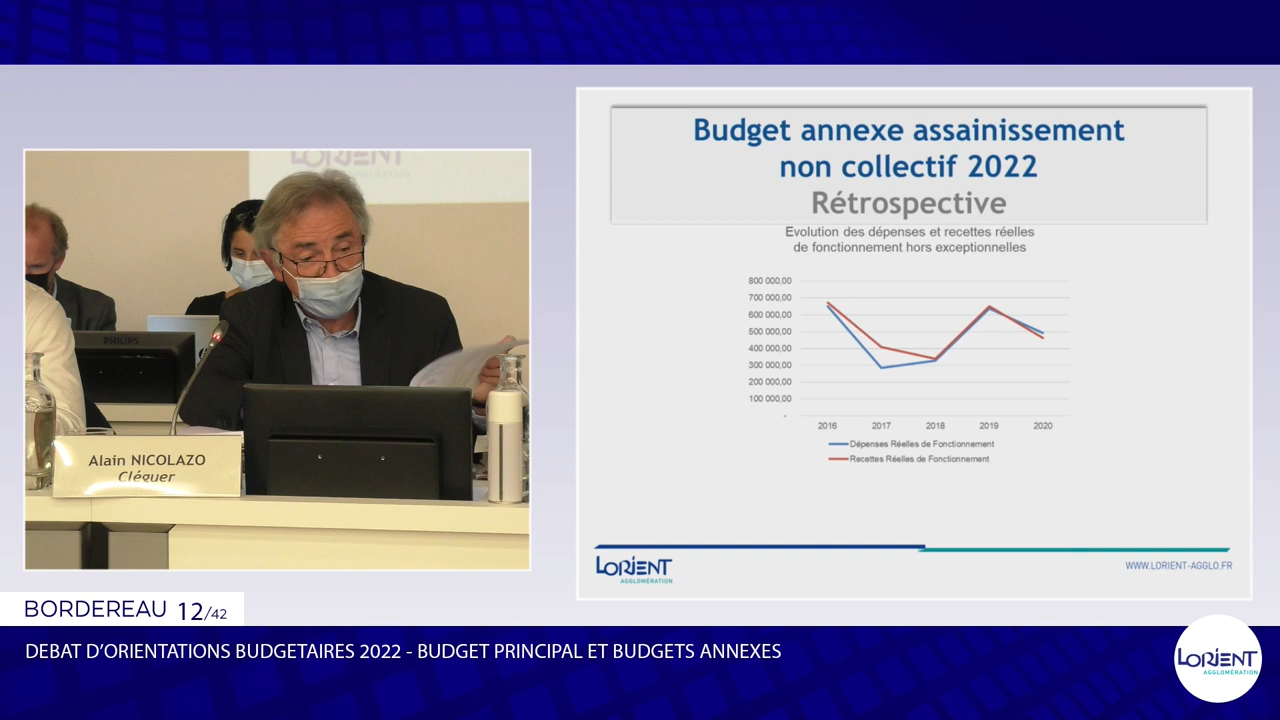 LORIENT
PHILIPS
Alain NICOLAZO
Cléguer
Budget annexe assainissement
non collectif 2022
Rétrospective
Evolution des dépenses et recettes réelles
de fonctionnement hors exceptionnelles
800 000,00
700 000,00
600 000,00
500 000,00
400 000,00
300 000,00
200 000,00
100 000,00
-
2016 2017 2018 2019 2020
Dépenses Réelles de Fonctionnement
Recettes Réelles de Fonctionnement
LORIENT
AGGLOMÉRATION
WWW.LORIENT-AGGLO.FR
BORDEREAU 12/42
DEBAT D'ORIENTATIONS BUDGETAIRES 2022 - BUDGET PRINCIPAL ET BUDGETS ANNEXES
LORIENT
AGGLOMÉRATION